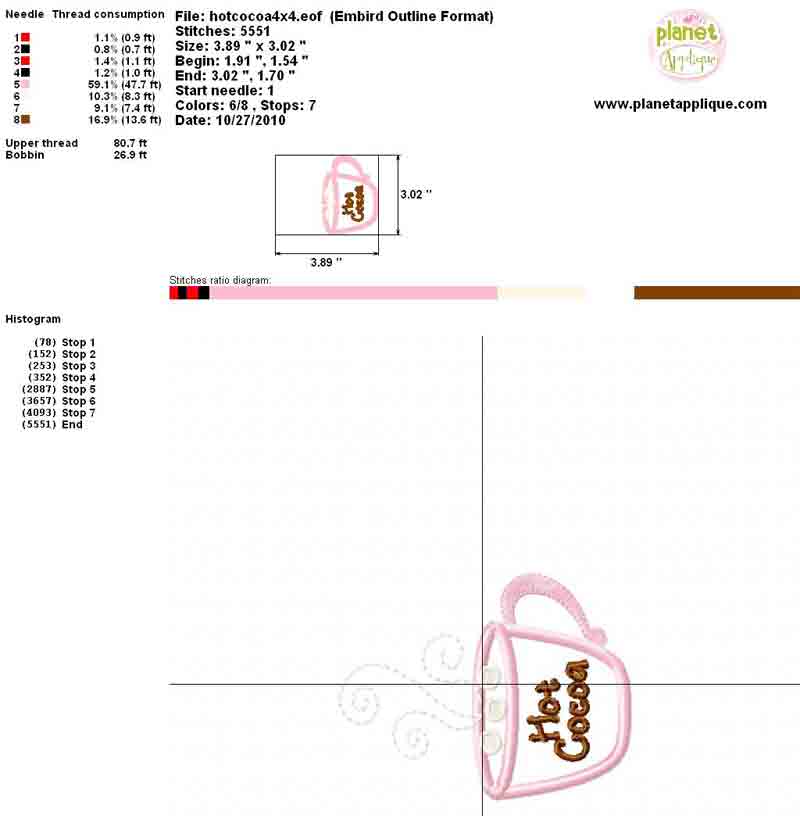 Needle Thread consumption
1 1.1% (0.9 ft)
2 0.8% (0.7 ft)
3 1.4% (1.1 ft)
4 1.2% (1.0 ft)
5 59.1% (47.7 ft)
6 10.3% (8.3 ft)
7 9.1% (7.4 ft)
8 16.9% (13.6 ft)
Upper thread 80.7 ft
Bobbin 26.9 ft
File: hotcocoa4x4.eof (Embird Outline Format)
Stitches: 5551
Size: 3.89 " x 3.02 "
Begin: 1.91 ", 1.54 "
End: 3.02 ", 1.70 "
Start needle: 1
Colors: 6/8 , Stops: 7
Date: 10/27/2010
planet
Applique
www.planetapplique.com
Hot
Cocoa
3.02 "
3.89 "
Stitches ratio diagram:
Histogram
(78) Stop 1
(152) Stop 2
(253) Stop 3
(352) Stop 4
(2887) Stop 5
(3657) Stop 6
(4093) Stop 7
(5551) End
Hot
Cocoa